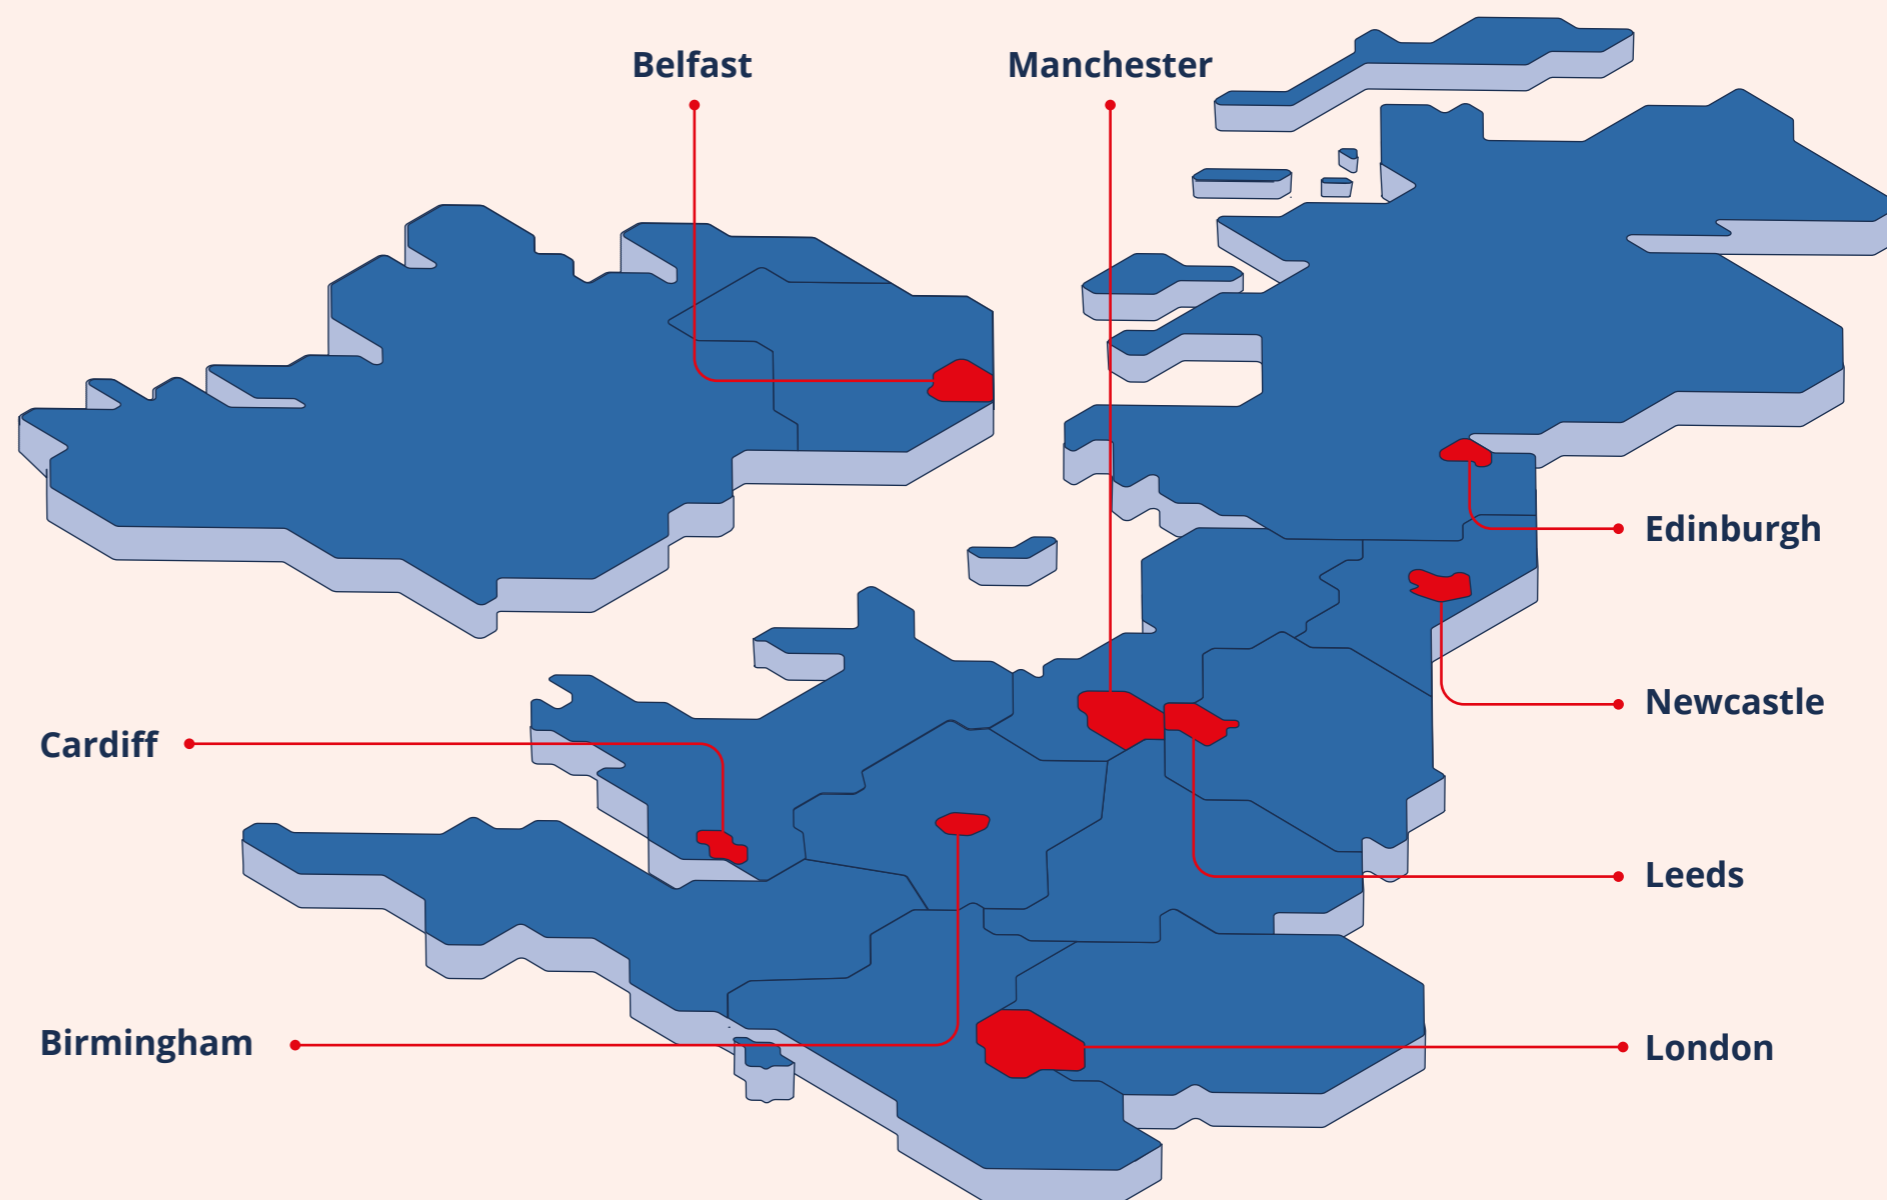 Belfast
Manchester
Edinburgh
Newcastle
Cardiff
Leeds
Birmingham
London